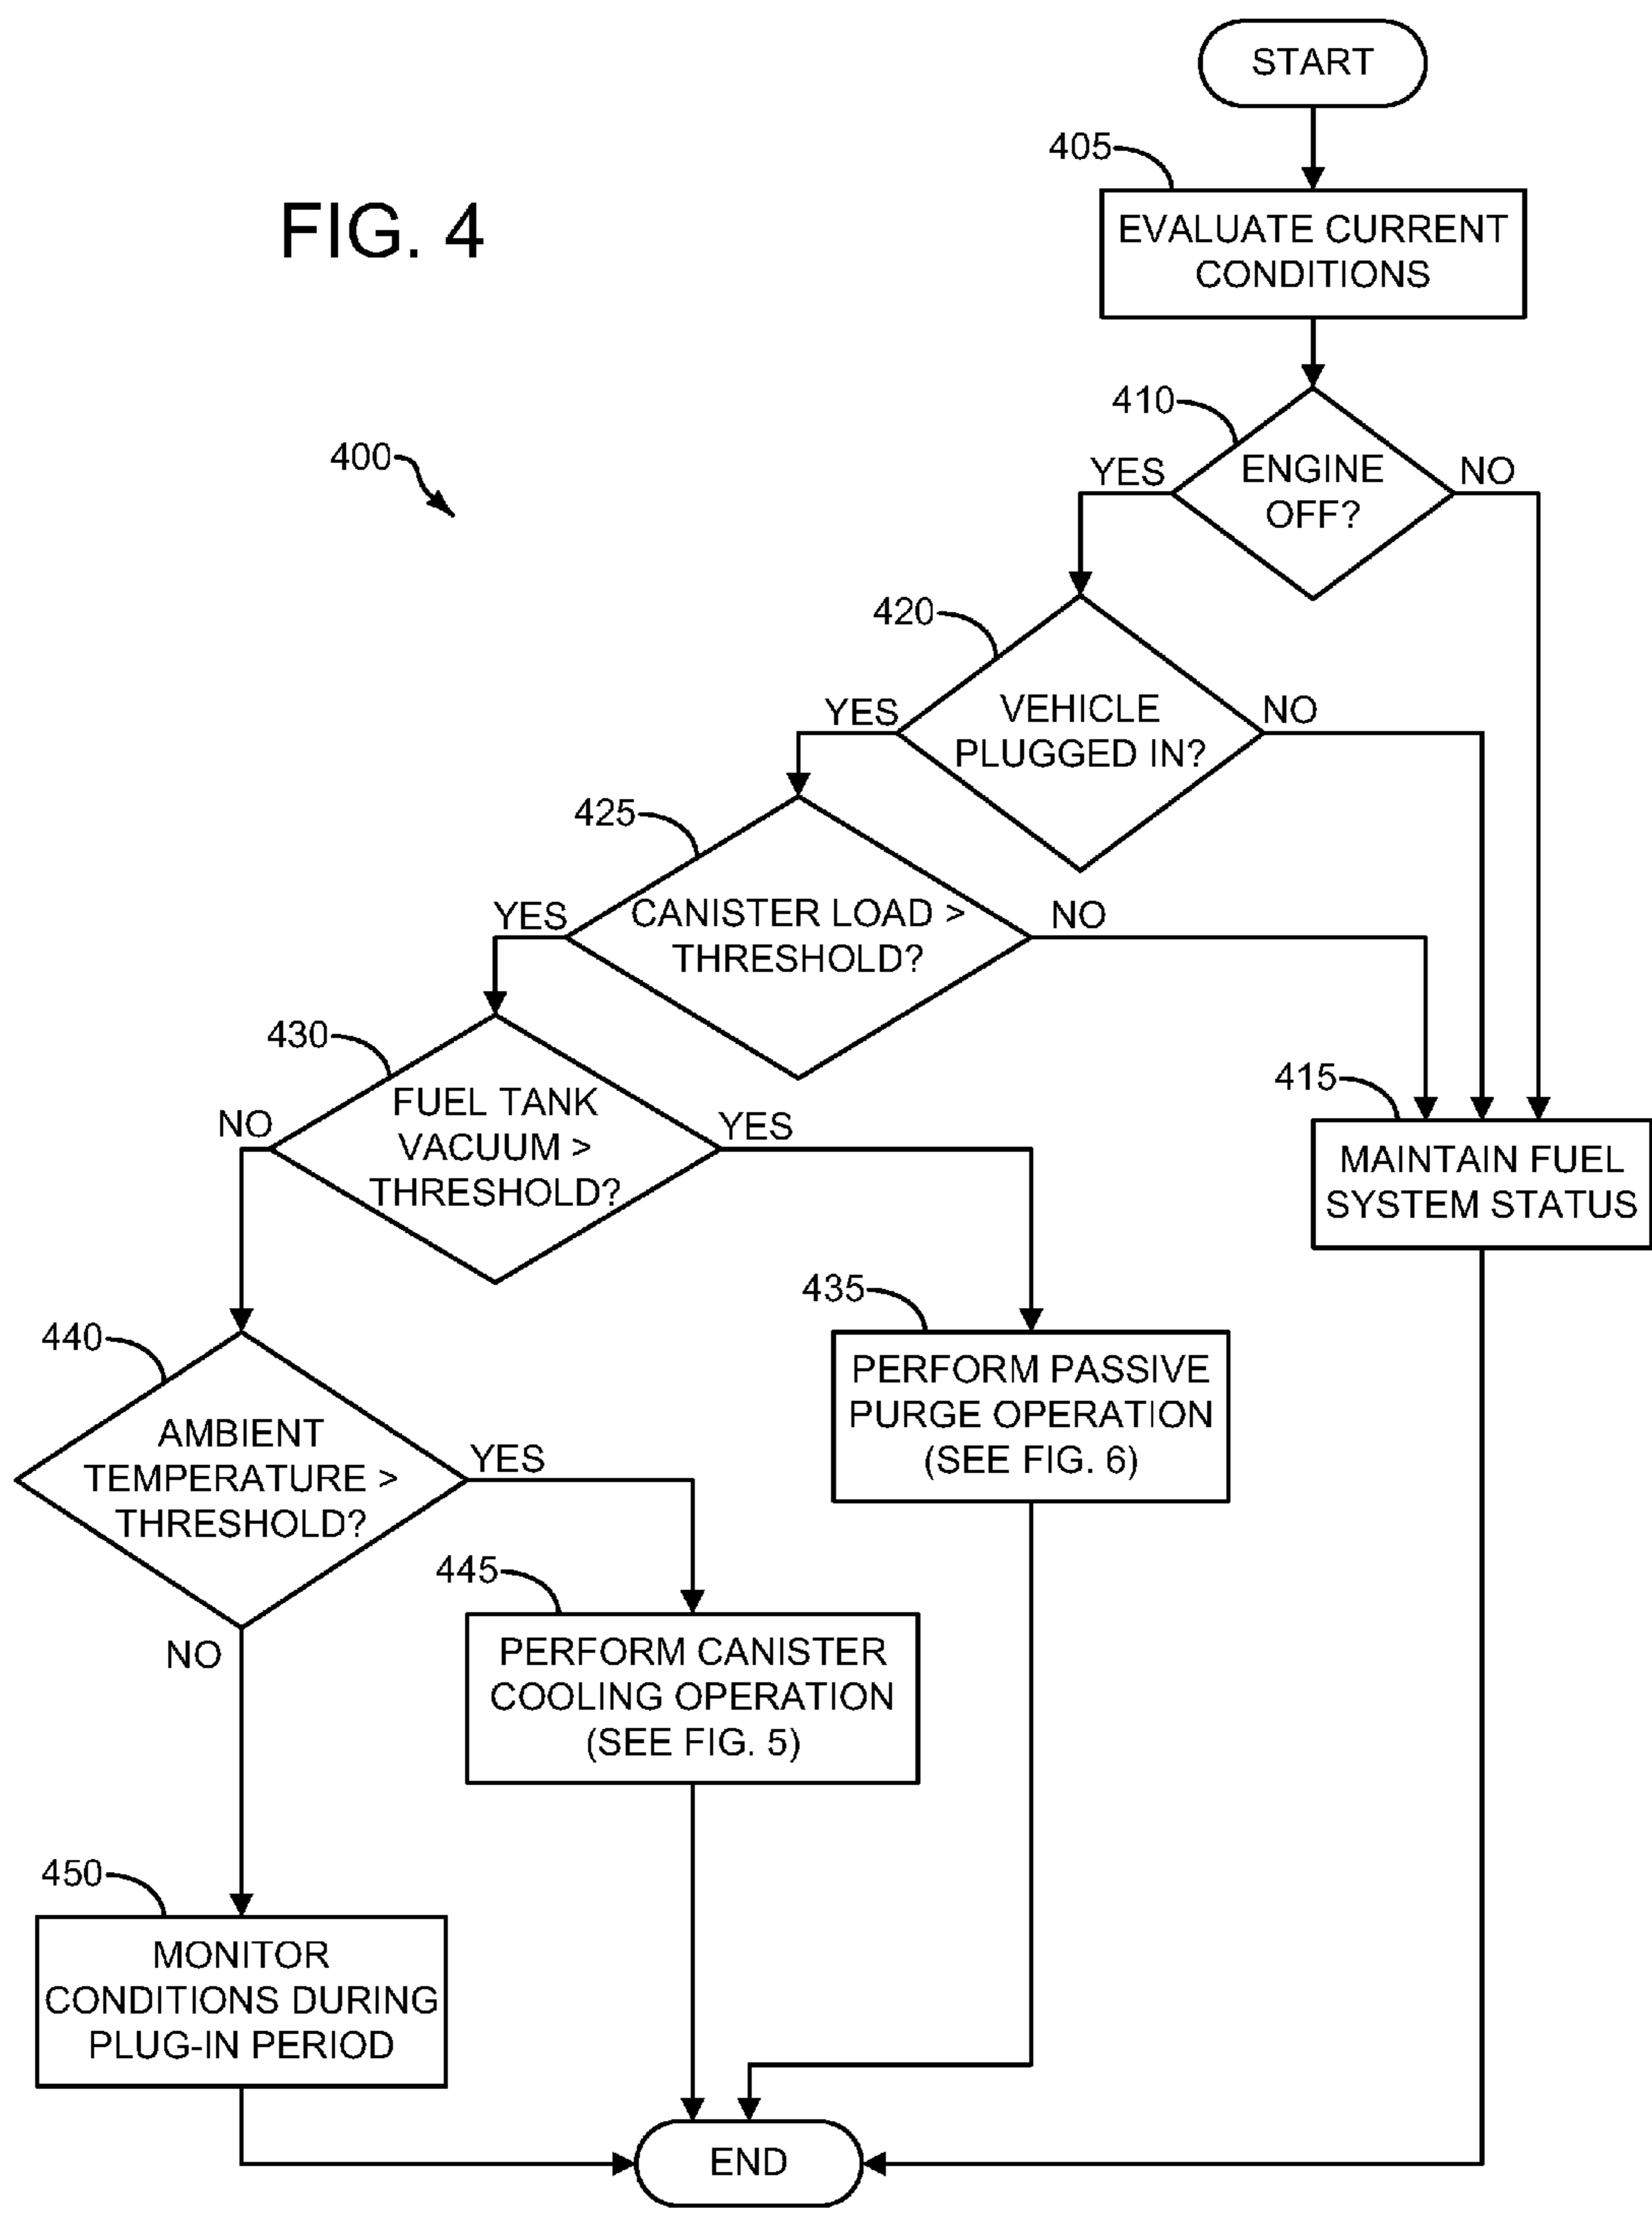 START
405
EVALUATE CURRENT
CONDITIONS
FIG. 4
410
ENGINE
OFF?
YES
NO
400
420
VEHICLE
PLUGGED IN?
YES
NO
425
CANISTER LOAD >
THRESHOLD?
YES
NO
430
FUEL TANK
VACUUM >
THRESHOLD?
NO
YES
415
MAINTAIN FUEL
SYSTEM STATUS
435
PERFORM PASSIVE
PURGE OPERATION
(SEE FIG. 6)
440
AMBIENT
TEMPERATURE >
THRESHOLD?
YES
NO
445
PERFORM CANISTER
COOLING OPERATION
(SEE FIG. 5)
450
MONITOR
CONDITIONS DURING
PLUG-IN PERIOD
END